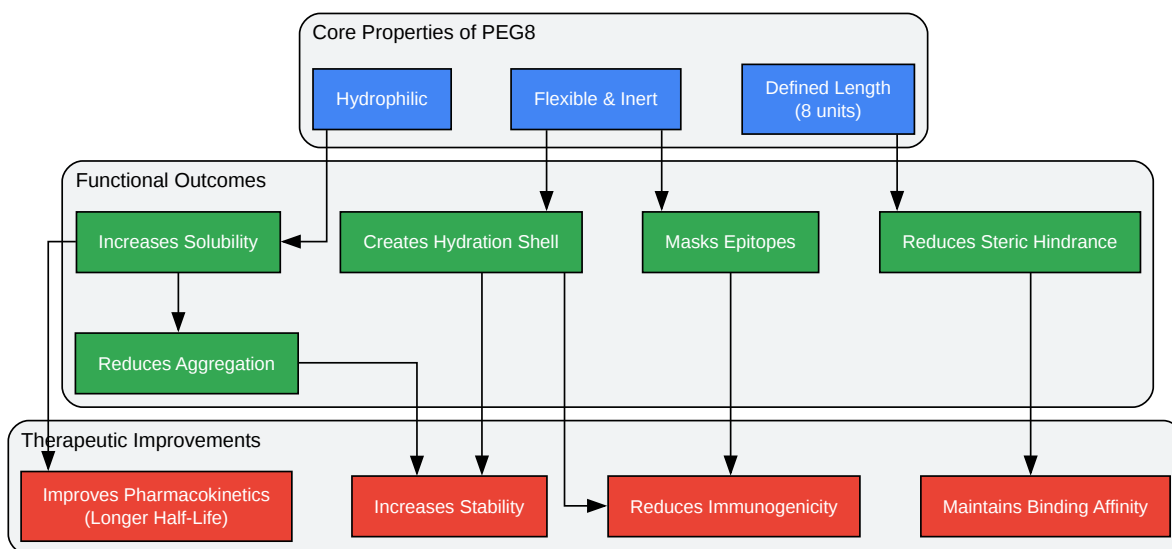 Core Properties of PEG8
Hydrophilic
Flexible & Inert
Defined Length
(8 units)
Functional Outcomes
Increases Solubility
Creates Hydration Shell
Masks Epitopes
Reduces Steric Hindrance
Reduces Aggregation
Therapeutic Improvements
Improves Pharmacokinetics
(Longer Half-Life)
Increases Stability
Reduces Immunogenicity
Maintains Binding Affinity